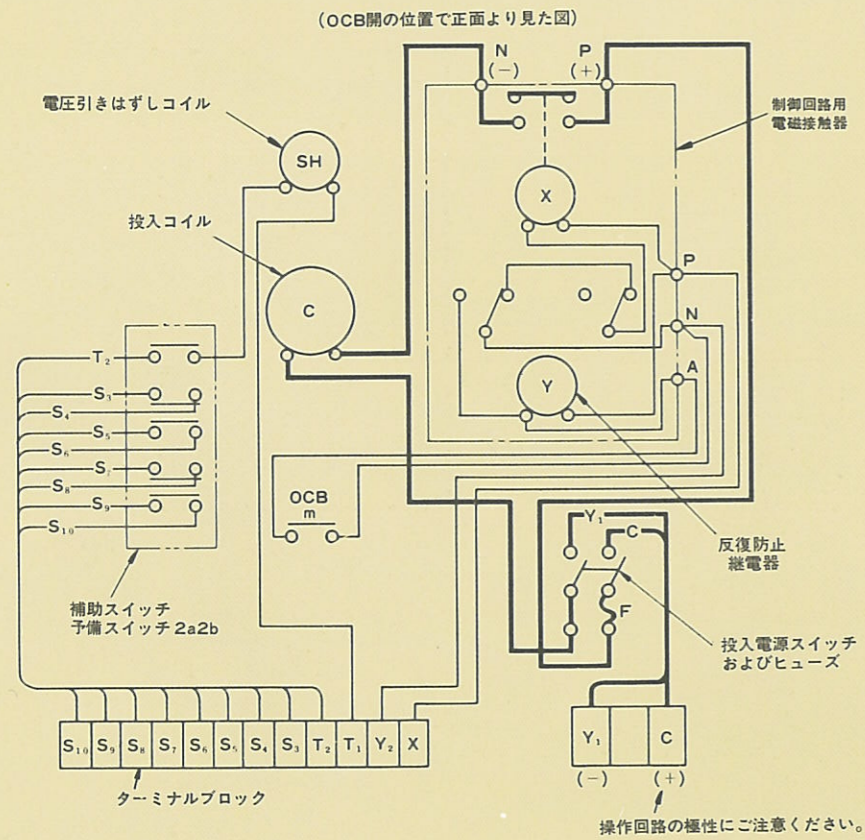 (OCB開の位置で正面より見た図)
N
(−)
P
(+)
制御回路用
電磁接触器
電圧引きはずしコイル
SH
X
投入コイル
C
P
N
A
Y
T₂
S₃
S₄
S₅
S₆
S₇
S₈
S₉
S₁₀
OCB
m
反復防止
継電器
Y₁
C
F
補助スイッチ
予備スイッチ2a2b
投入電源スイッチ
およびヒューズ
S₁₀ S₉ S₈ S₇ S₆ S₅ S₄ S₃ T₂ T₁ Y₂ X
Y₁ C
(−) (+)
ターミナルブロック
操作回路の極性にご注意ください。